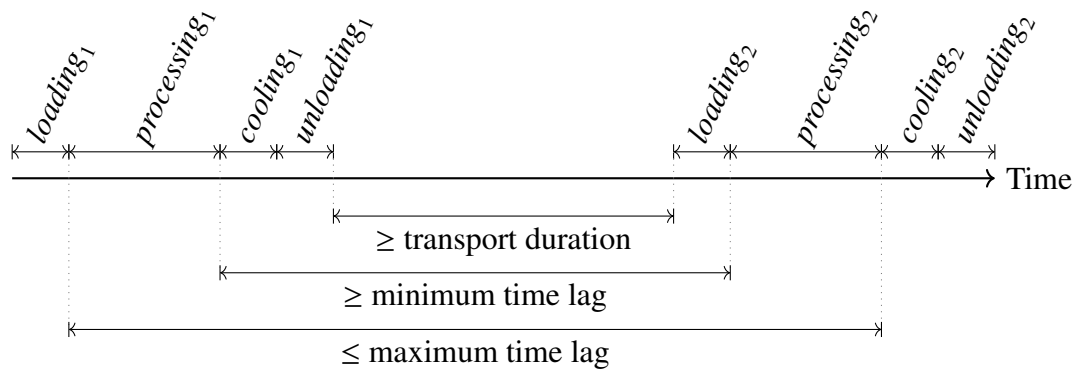 loading₁
processing₁
cooling₁
unloading₁
loading₂
processing₂
cooling₂
unloading₂
Time
≥ transport duration
≥ minimum time lag
≤ maximum time lag